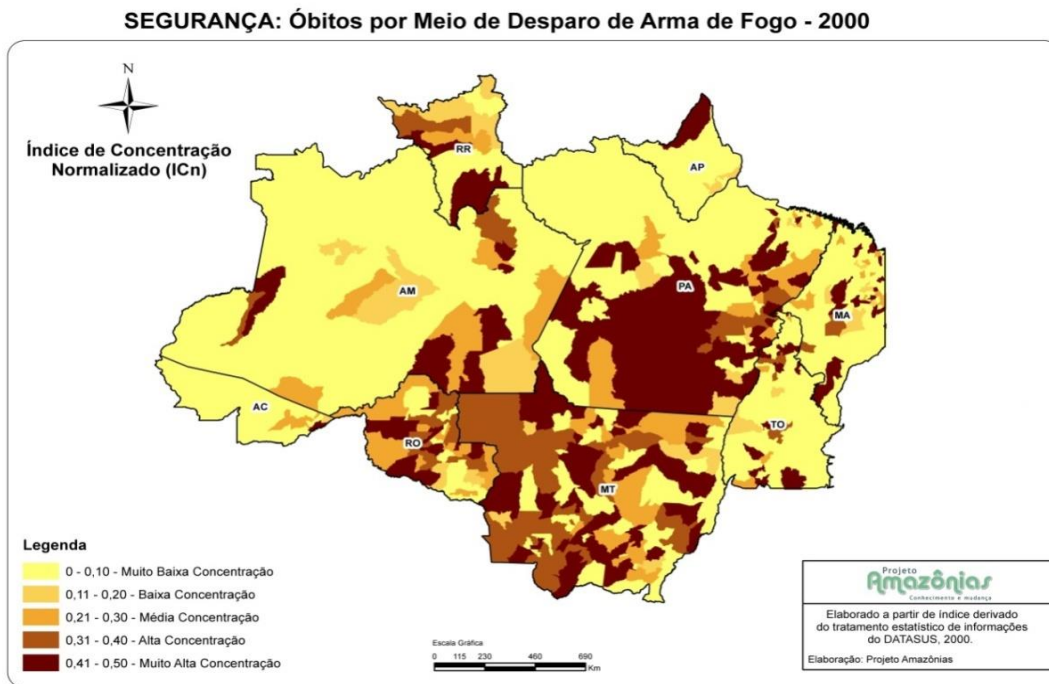 SEGURANÇA: Óbitos por Meio de Desparo de Arma de Fogo - 2000
N
Índice de Concentração
Normalizado (ICn)
RR
AP
AM
PA
MA
AC
RO
TO
MT
Legenda
0 - 0,10 - Muito Baixa Concentração
0,11 - 0,20 - Baixa Concentração
0,21 - 0,30 - Média Concentração
0,31 - 0,40 - Alta Concentração
0,41 - 0,50 - Muito Alta Concentração
Escala Gráfica
0 115 230 460 690
Km
Projeto
Amazônias
Conhecimento e mudança
Elaborado a partir de índice derivado
do tratamento estatístico de informações
do DATASUS, 2000.
Elaboração: Projeto Amazônias